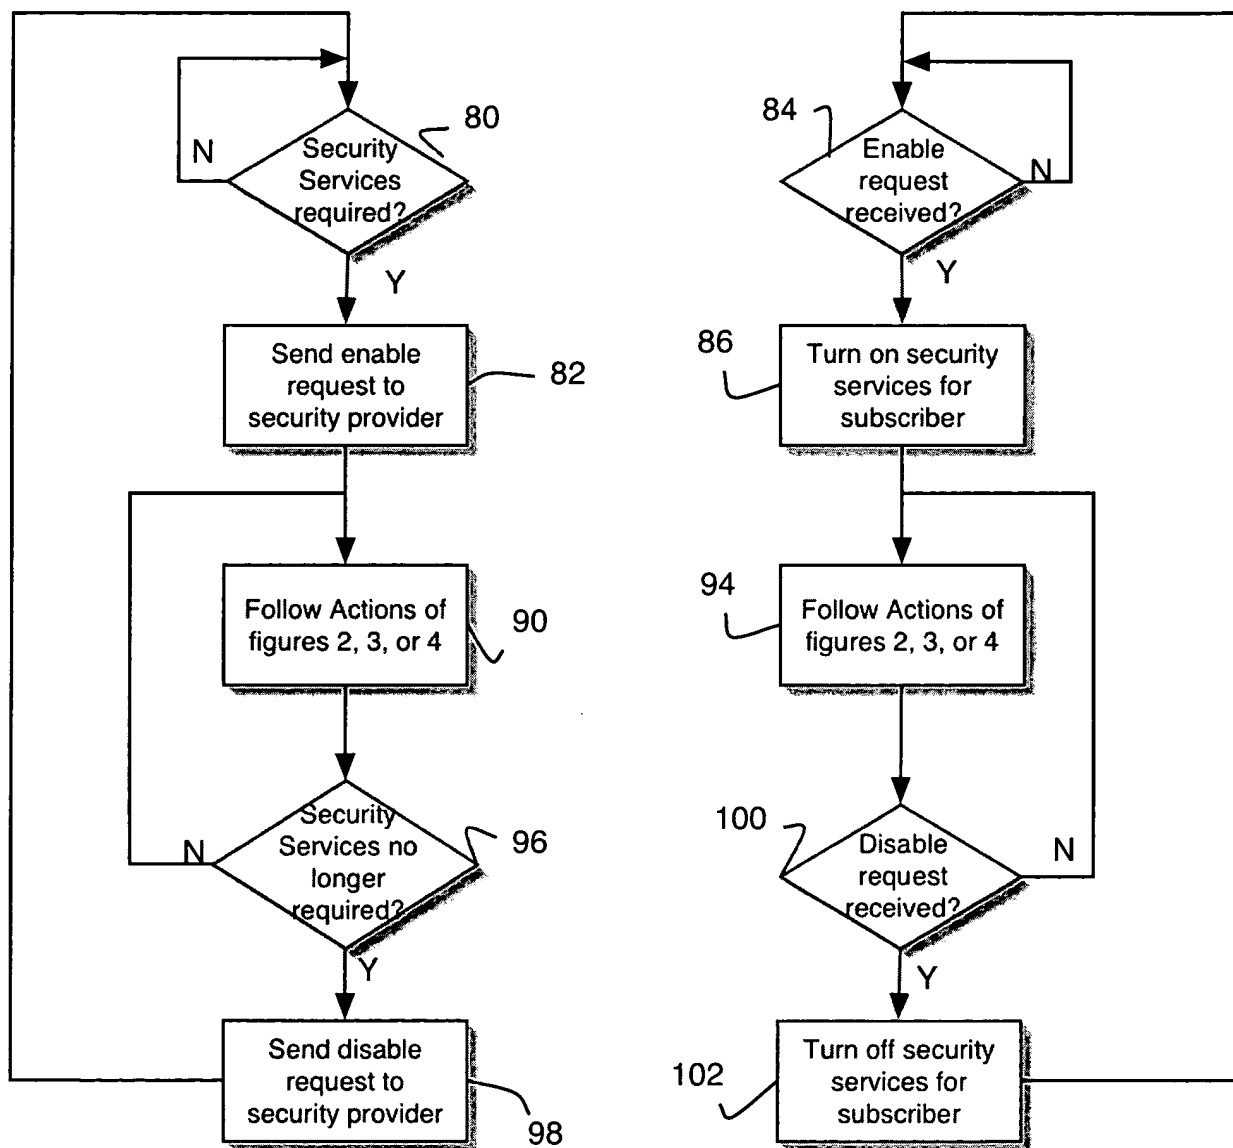 80
N
Security
Services
required?
Y
Send enable
request to
security provider
82
Follow Actions of
figures 2, 3, or 4
90
Security
Services no
longer
required?
96
N
Y
Send disable
request to
security provider
98
84
Enable
request
received?
N
Y
86
Turn on security
services for
subscriber
94
Follow Actions of
figures 2, 3, or 4
100
Disable
request
received?
N
Y
102
Turn off security
services for
subscriber